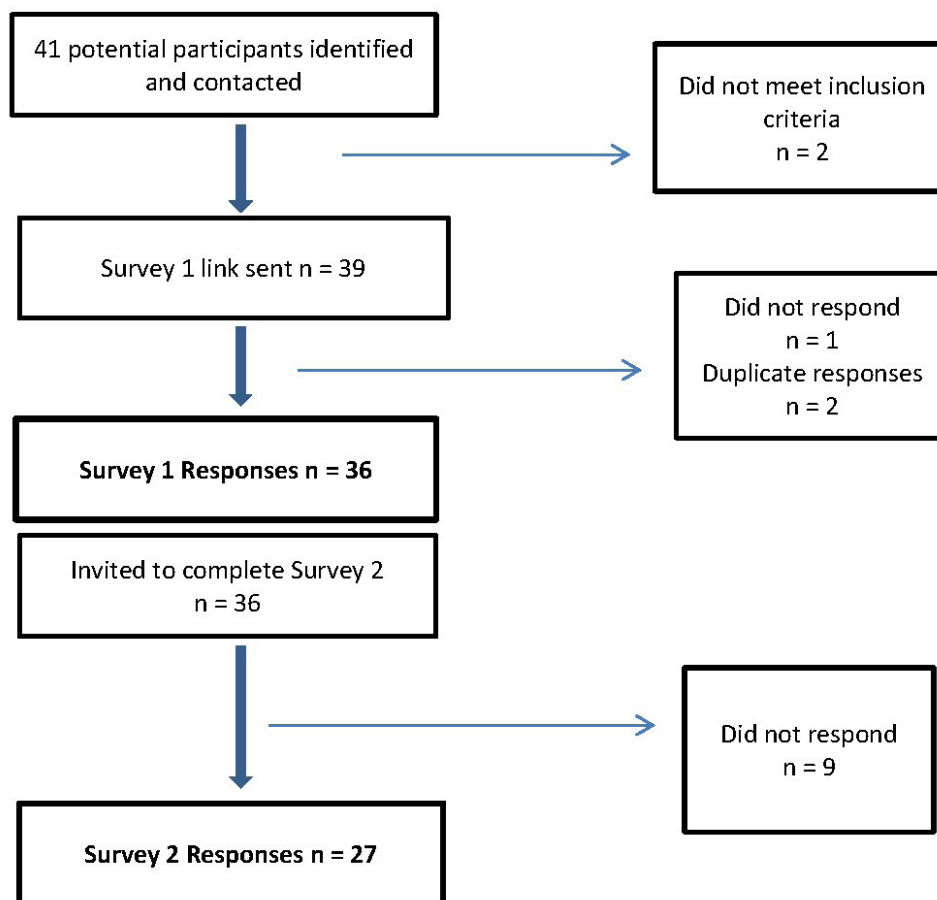 41 potential participants identified
and contacted
Did not meet inclusion
criteria
n = 2
Survey 1 link sent n = 39
Did not respond
n = 1
Duplicate responses
n = 2
Survey 1 Responses n = 36
Invited to complete Survey 2
n = 36
Did not respond
n = 9
Survey 2 Responses n = 27